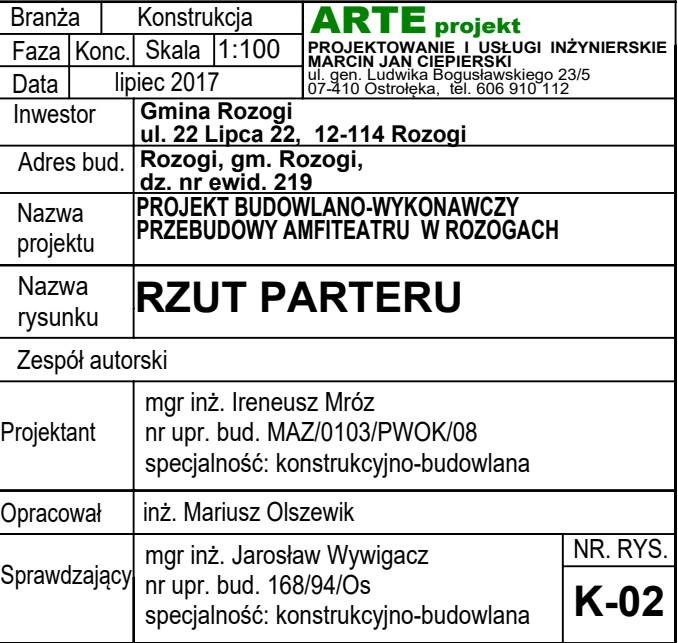 Branża Konstrukcja
Faza Konc. Skala 1:100
Data lipiec 2017
ARTE projekt
PROJEKTOWANIE I USŁUGI INŻYNIERSKIE
MARCIN JAN CIEPIERSKI
ul. gen. Ludwika Bogusławskiego 23/5
07-410 Ostrołęka, tel. 606 910 112
Inwestor
Gmina Rozogi
ul. 22 Lipca 22, 12-114 Rozogi
Adres bud.
Rozogi, gm. Rozogi,
dz. nr ewid. 219
Nazwa
projektu
PROJEKT BUDOWLANO-WYKONAWCZY
PRZEBUDOWY AMFITEATRU W ROZOGACH
Nazwa
rysunku
RZUT PARTERU
Zespół autorski
Projektant
mgr inż. Ireneusz Mróz
nr upr. bud. MAZ/0103/PWOK/08
specjalność: konstrukcyjno-budowlana
Opracował
inż. Mariusz Olszewik
Sprawdzający
mgr inż. Jarosław Wywigacz
nr upr. bud. 168/94/Os
specjalność: konstrukcyjno-budowlana
NR. RYS.
K-02